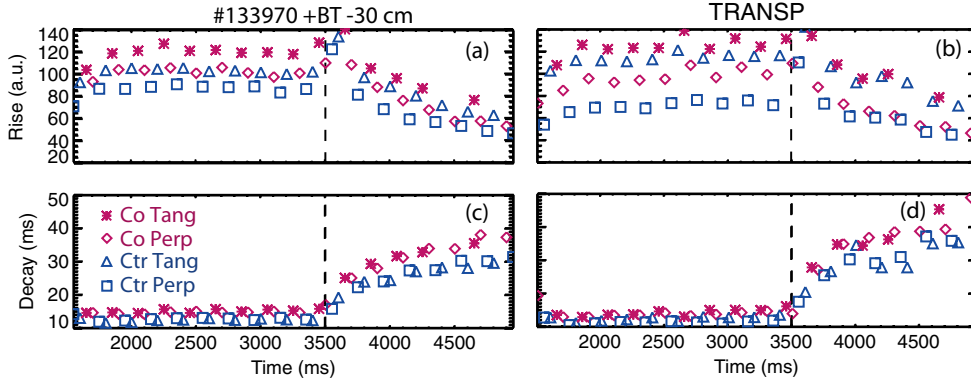 #133970 +BT -30 cm
TRANSP
140
120
100
80
60
40
20
Rise (a.u.)
(a)
(b)
50
40
30
20
10
Decay (ms)
Co Tang
Co Perp
Ctr Tang
Ctr Perp
(c)
(d)
2000 2500 3000 3500 4000 4500
Time (ms)
2000 2500 3000 3500 4000 4500
Time (ms)